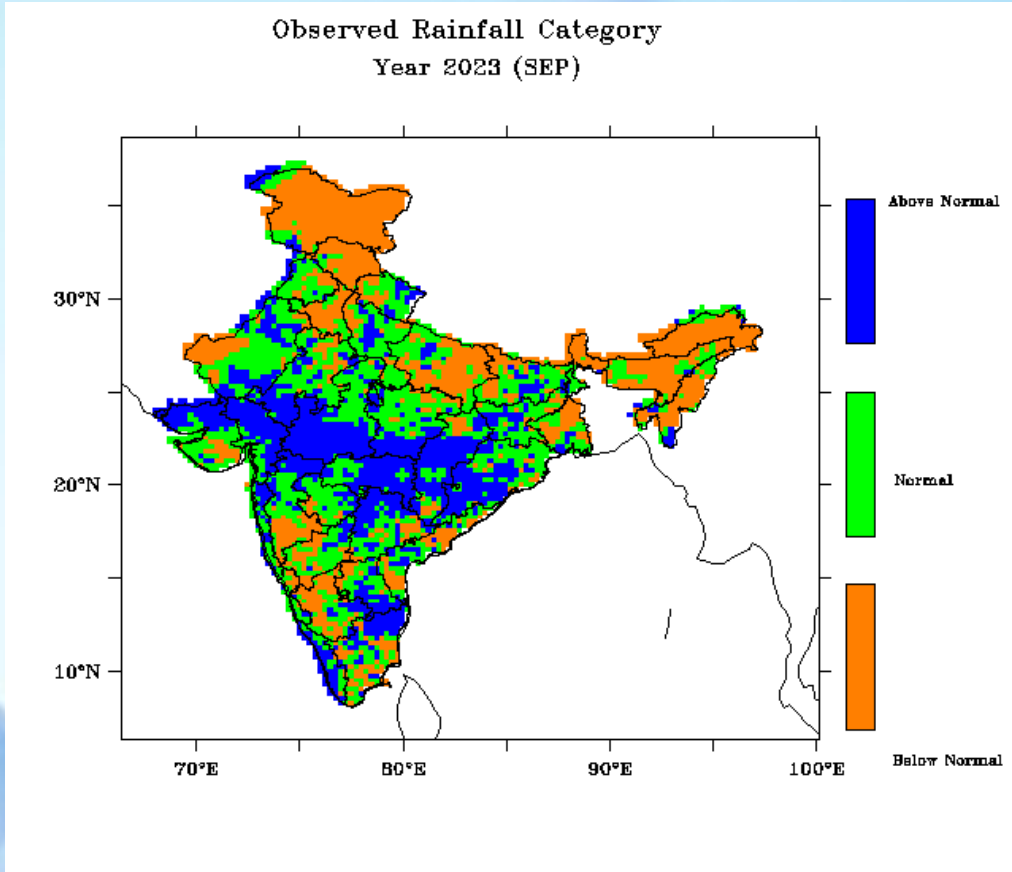 Observed Rainfall Category
Year 2023 (SEP)
Above Normal
30°N
Normal
20°N
10°N
Below Normal
70°E
80°E
90°E
100°E